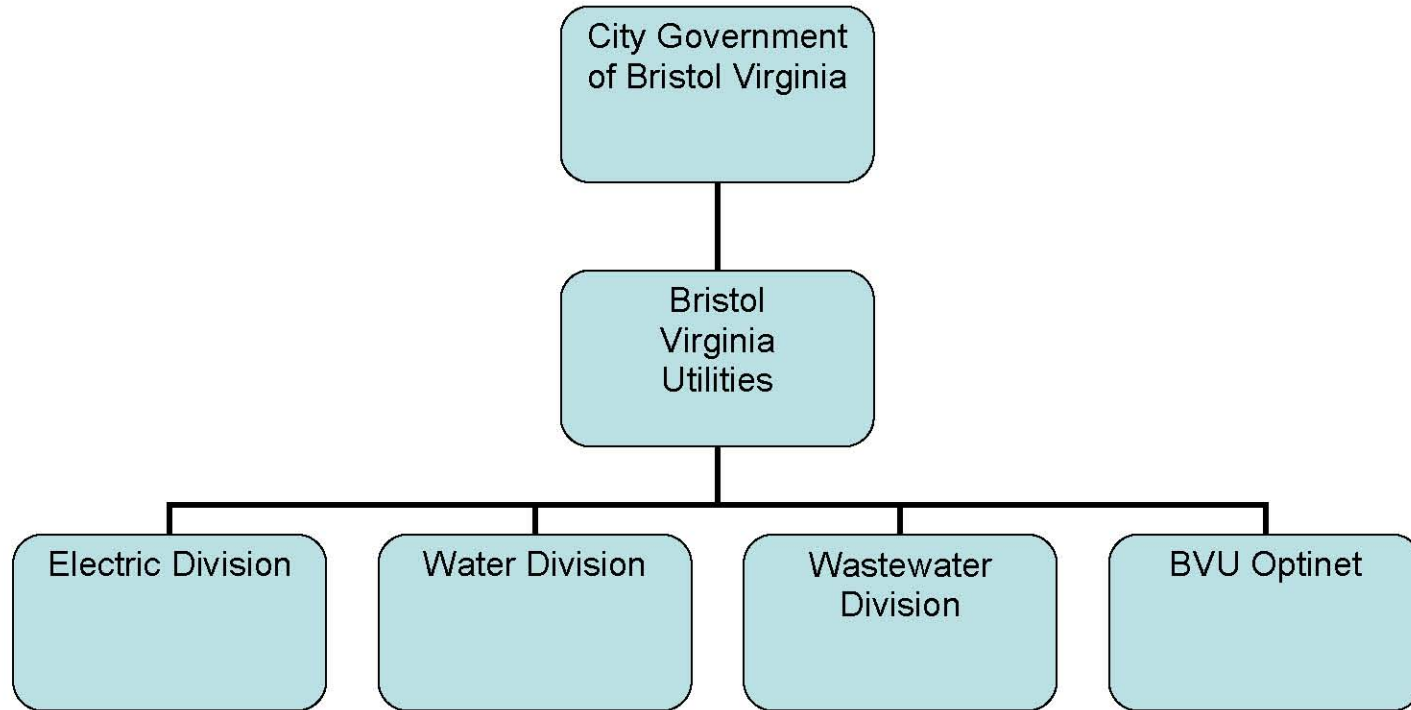 City Government
of Bristol Virginia
Bristol
Virginia
Utilities
Electric Division
Water Division
Wastewater
Division
BVU Optinet